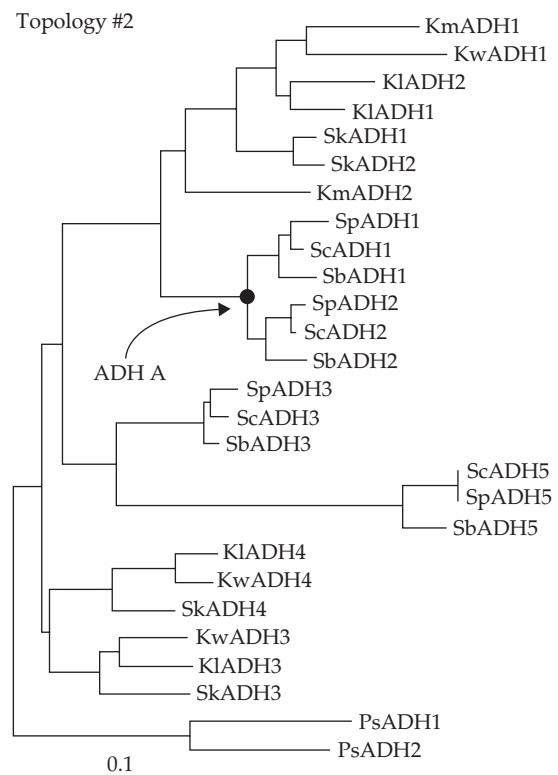 Topology #2
KmADH1
KwADH1
KlADH2
KlADH1
SkADH1
SkADH2
KmADH2
SpADH1
ScADH1
SbADH1
SpADH2
ScADH2
SbADH2
ADH A
SpADH3
ScADH3
SbADH3
ScADH5
SpADH5
SbADH5
KlADH4
KwADH4
SkADH4
KwADH3
KlADH3
SkADH3
PsADH1
PsADH2
0.1